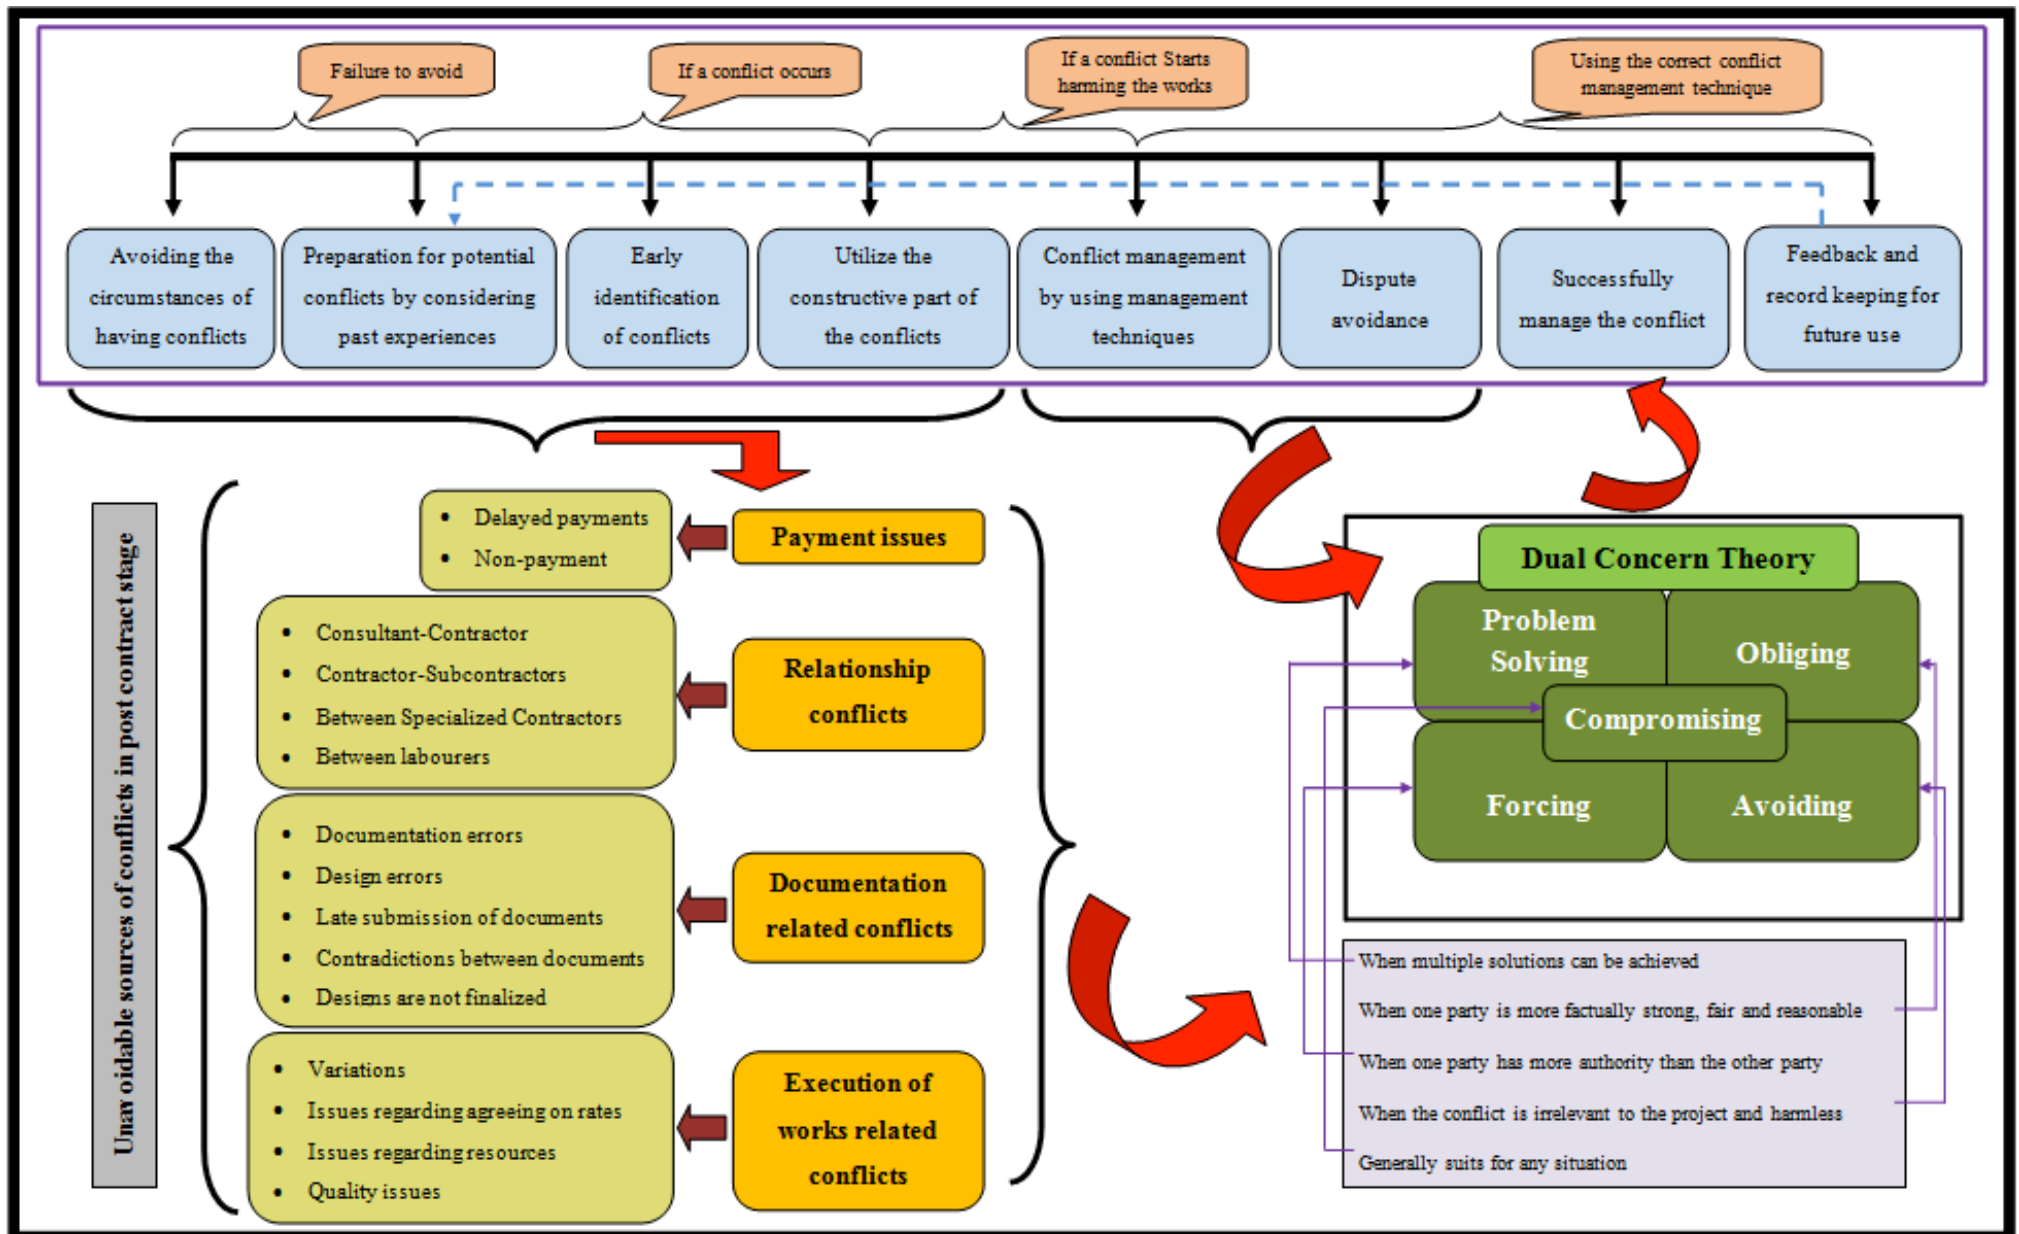 Failure to avoid
If a conflict occurs
If a conflict Starts
harming the works
Using the correct conflict
management technique
Avoiding the
circumstances of
having conflicts
Preparation for potential
conflicts by considering
past experiences
Early
identification
of conflicts
Utilize the
constructive part of
the conflicts
Conflict management
by using management
techniques
Dispute
avoidance
Successfully
manage the conflict
Feedback and
record keeping for
future use
Unavoidable sources of conflicts in post contract stage
• Delayed payments
• Non-payment
Payment issues
• Consultant-Contractor
• Contractor-Subcontractors
• Between Specialized Contractors
• Between labourers
Relationship
conflicts
• Documentation errors
• Design errors
• Late submission of documents
• Contradictions between documents
• Designs are not finalized
Documentation
related conflicts
• Variations
• Issues regarding agreeing on rates
• Issues regarding resources
• Quality issues
Execution of
works related
conflicts
Dual Concern Theory
Problem
Solving
Obliging
Compromising
Forcing
Avoiding
When multiple solutions can be achieved
When one party is more factually strong, fair and reasonable
When one party has more authority than the other party
When the conflict is irrelevant to the project and harmless
Generally suits for any situation